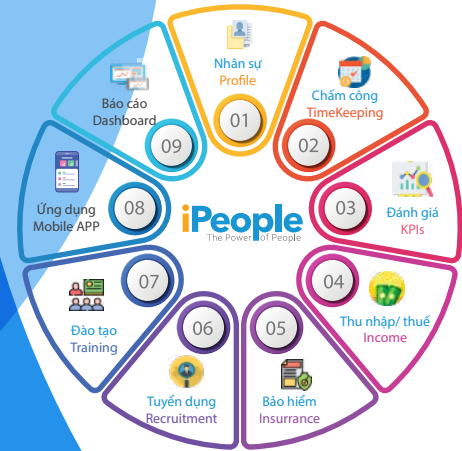 Nhân sự
Profile
01
Chấm công
TimeKeeping
02
03
Đánh giá
KPIs
04
Thu nhập/ thuế
Income
05
Bảo hiểm
Insurrance
06
Tuyển dụng
Recruitment
07
Đào tạo
Training
08
Ứng dụng
Mobile APP
09
Báo cáo
Dashboard
iPeople
The Power of People